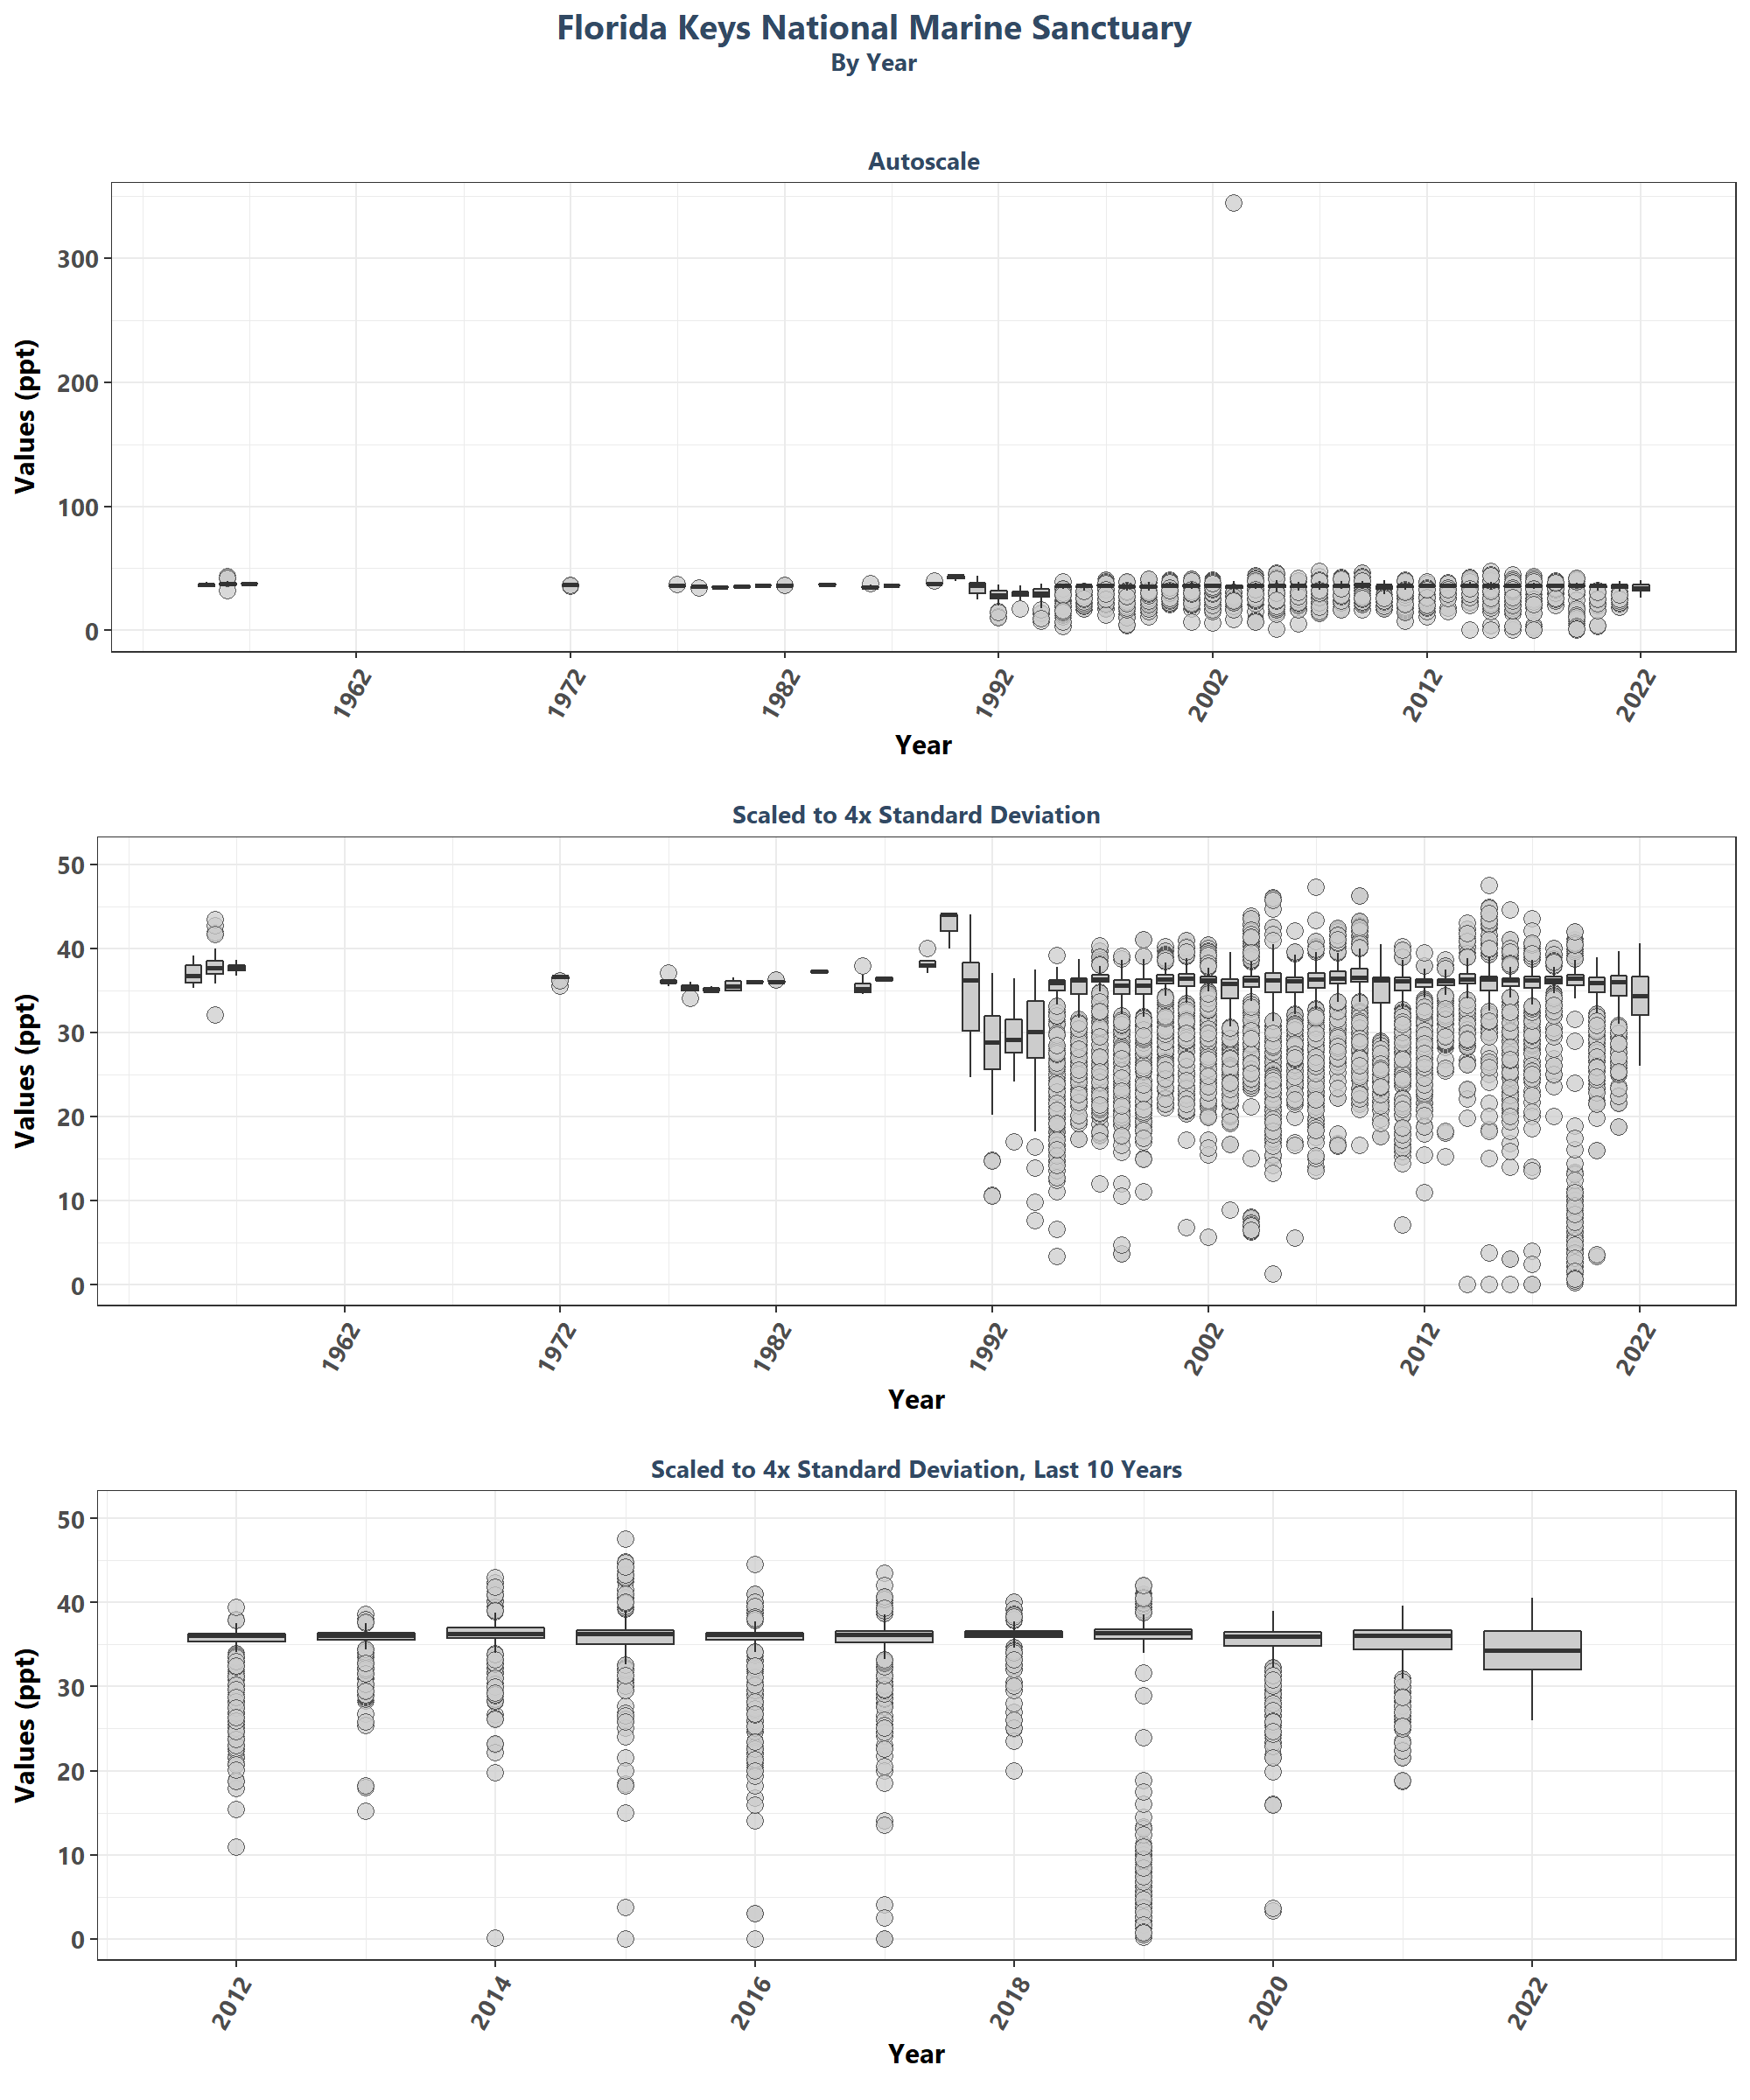 Florida Keys National Marine Sanctuary
By Year
Autoscale
Values (ppt)
300
200
100
0
1962 1972 1982 1992 2002 2012 2022
Year
Scaled to 4x Standard Deviation
Values (ppt)
50
40
30
20
10
0
1962 1972 1982 1992 2002 2012 2022
Year
Scaled to 4x Standard Deviation, Last 10 Years
Values (ppt)
50
40
30
20
10
0
2012 2014 2016 2018 2020 2022
Year